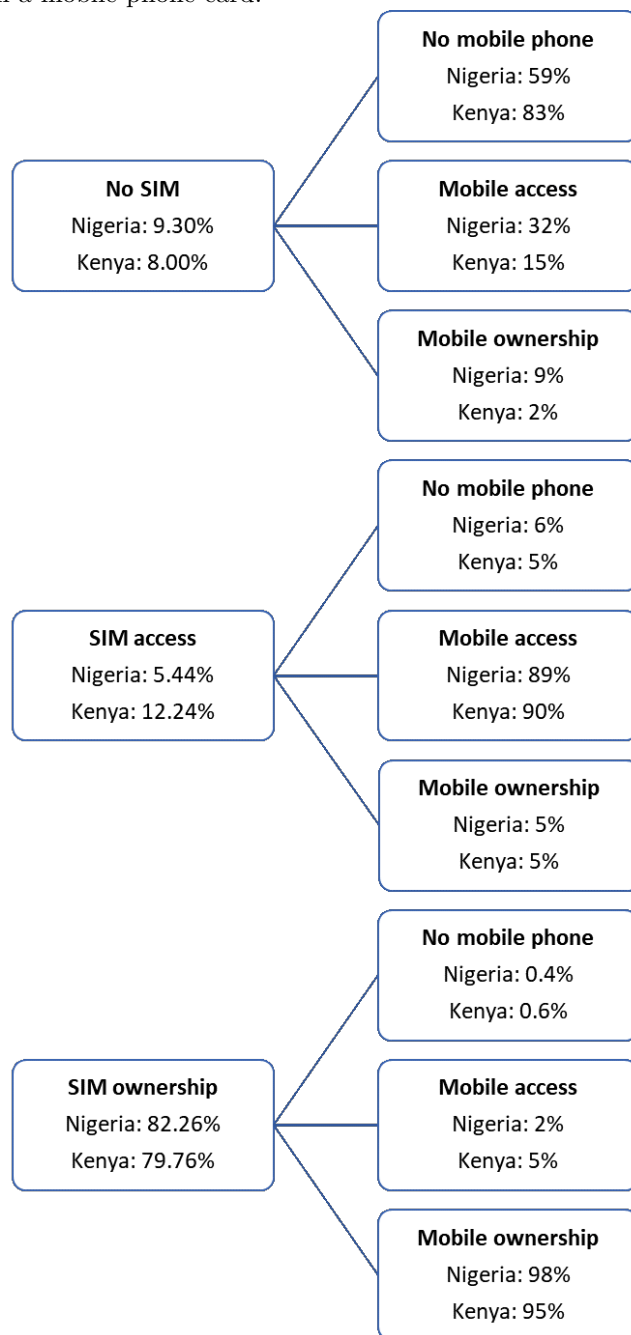 a mobile phone card.
No mobile phone
Nigeria: 59%
Kenya: 83%
No SIM
Nigeria: 9.30%
Kenya: 8.00%
Mobile access
Nigeria: 32%
Kenya: 15%
Mobile ownership
Nigeria: 9%
Kenya: 2%
No mobile phone
Nigeria: 6%
Kenya: 5%
SIM access
Nigeria: 5.44%
Kenya: 12.24%
Mobile access
Nigeria: 89%
Kenya: 90%
Mobile ownership
Nigeria: 5%
Kenya: 5%
No mobile phone
Nigeria: 0.4%
Kenya: 0.6%
SIM ownership
Nigeria: 82.26%
Kenya: 79.76%
Mobile access
Nigeria: 2%
Kenya: 5%
Mobile ownership
Nigeria: 98%
Kenya: 95%